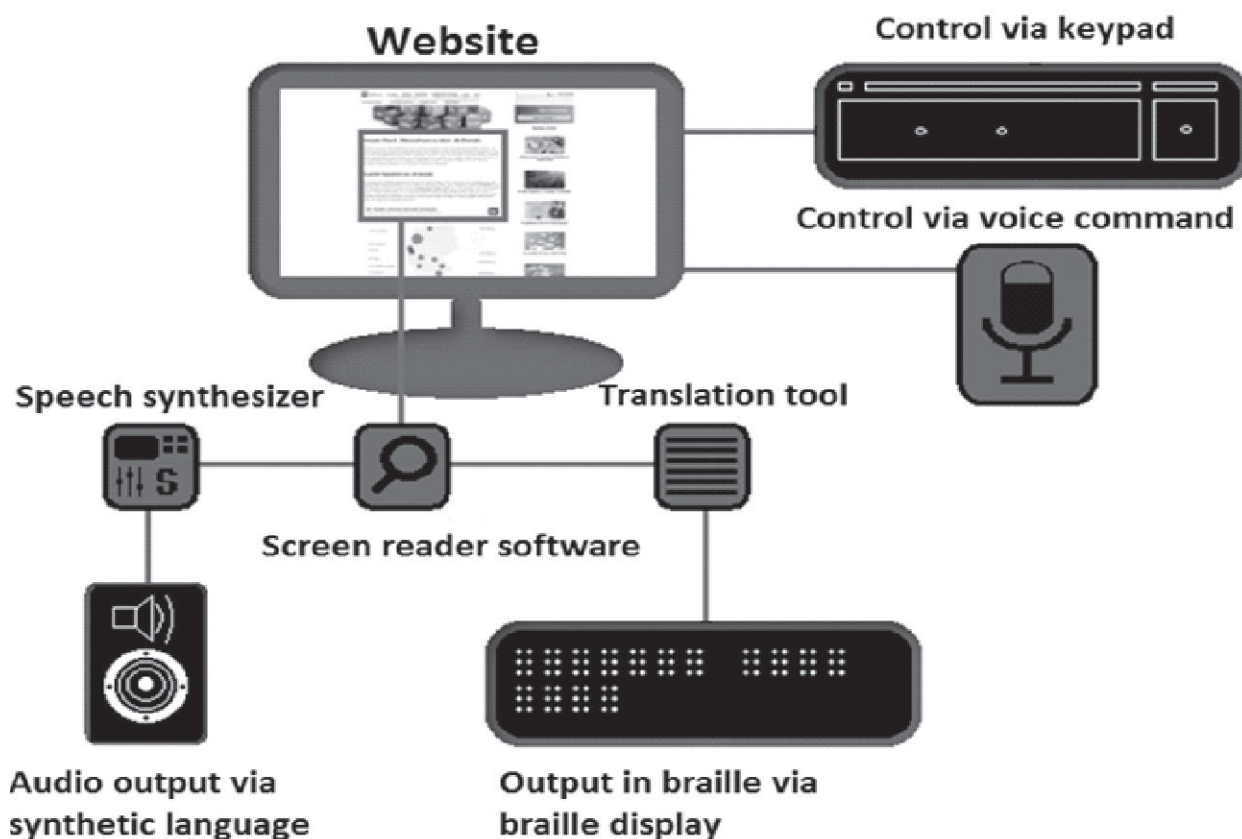 Website
Control via keypad
Control via voice command
Speech synthesizer
Translation tool
S
Screen reader software
Audio output via
synthetic language
Output in braille via
braille display